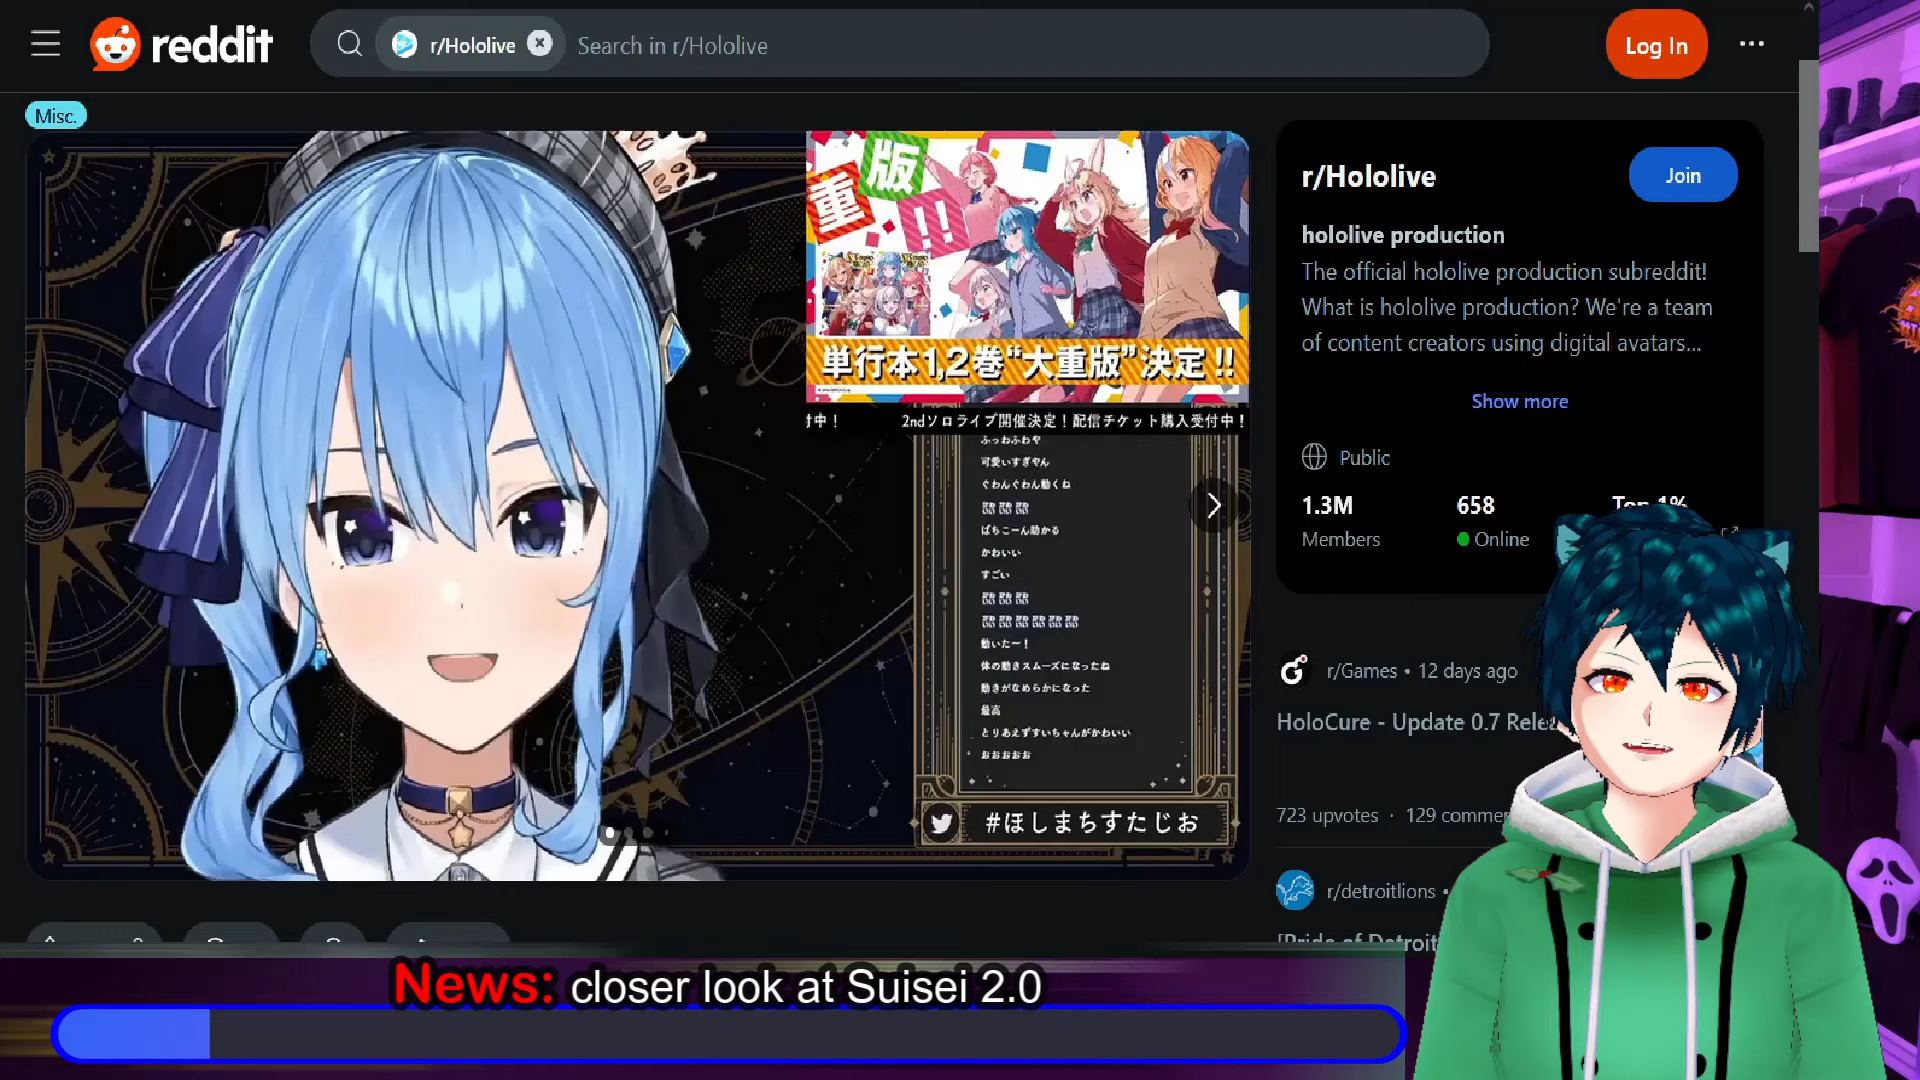 reddit
r/Hololive
Search in r/Hololive
Log In
Misc.
重版!!
単行本1,2巻“大重版”決定!!
付中！
2ndソロライブ開催決定！配信チケット購入受付中！
ふっわふわや
可愛いすぎやん
ぐわんぐわん動くね
ぱちこーん助かる
かわいい
すごい
動いたー！
体の動きスムーズになったね
動きがなめらかになった
最高
とりあえずすいちゃんがかわいい
おおおおお
#ほしまちすたじお
r/Hololive
Join
hololive production
The official hololive production subreddit!
What is hololive production? We're a team
of content creators using digital avatars...
Show more
Public
1.3M
658
Top 1%
Members
Online
r/Games • 12 days ago
HoloCure - Update 0.7
723 upvotes · 129
r/detroitlions •
[Pride of Detroit
News: closer look at Suisei 2.0